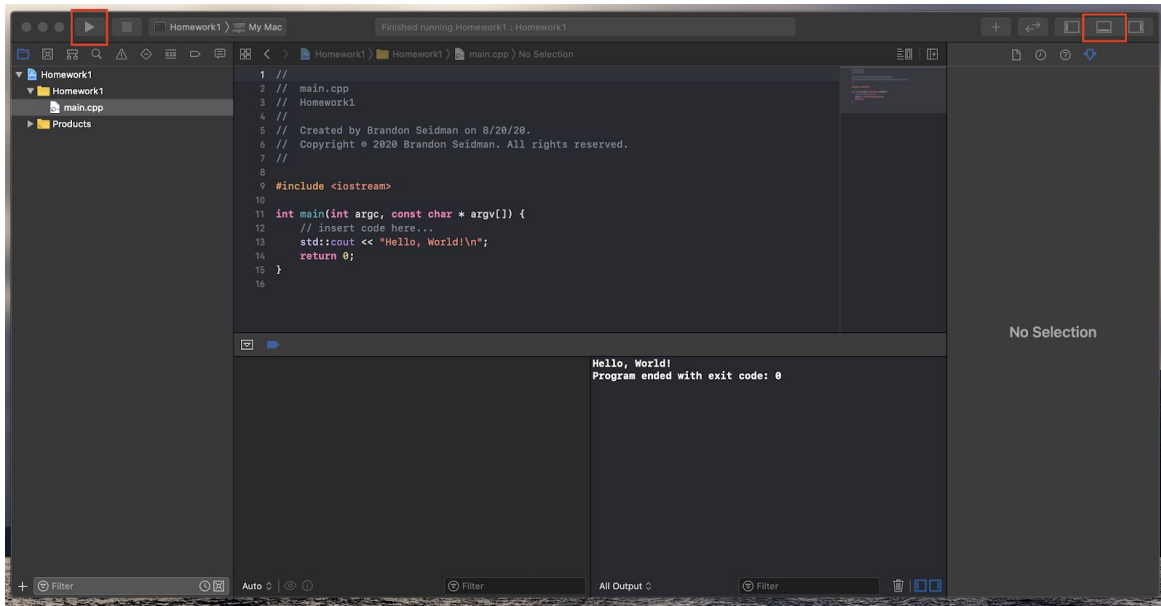 Homework1 〉 My Mac
Finished running Homework1 : Homework1
Homework1 〉 Homework1 〉 main.cpp 〉 No Selection
Homework1
Homework1
main.cpp
Products
1 //
2 //  main.cpp
3 //  Homework1
4 //
5 //  Created by Brandon Seidman on 8/20/20.
6 //  Copyright © 2020 Brandon Seidman. All rights reserved.
7 //
8
9 #include <iostream>
10
11 int main(int argc, const char * argv[]) {
12     // insert code here...
13     std::cout << "Hello, World!\n";
14     return 0;
15 }
16
No Selection
Hello, World!
Program ended with exit code: 0
Filter
Auto
Filter
All Output
Filter